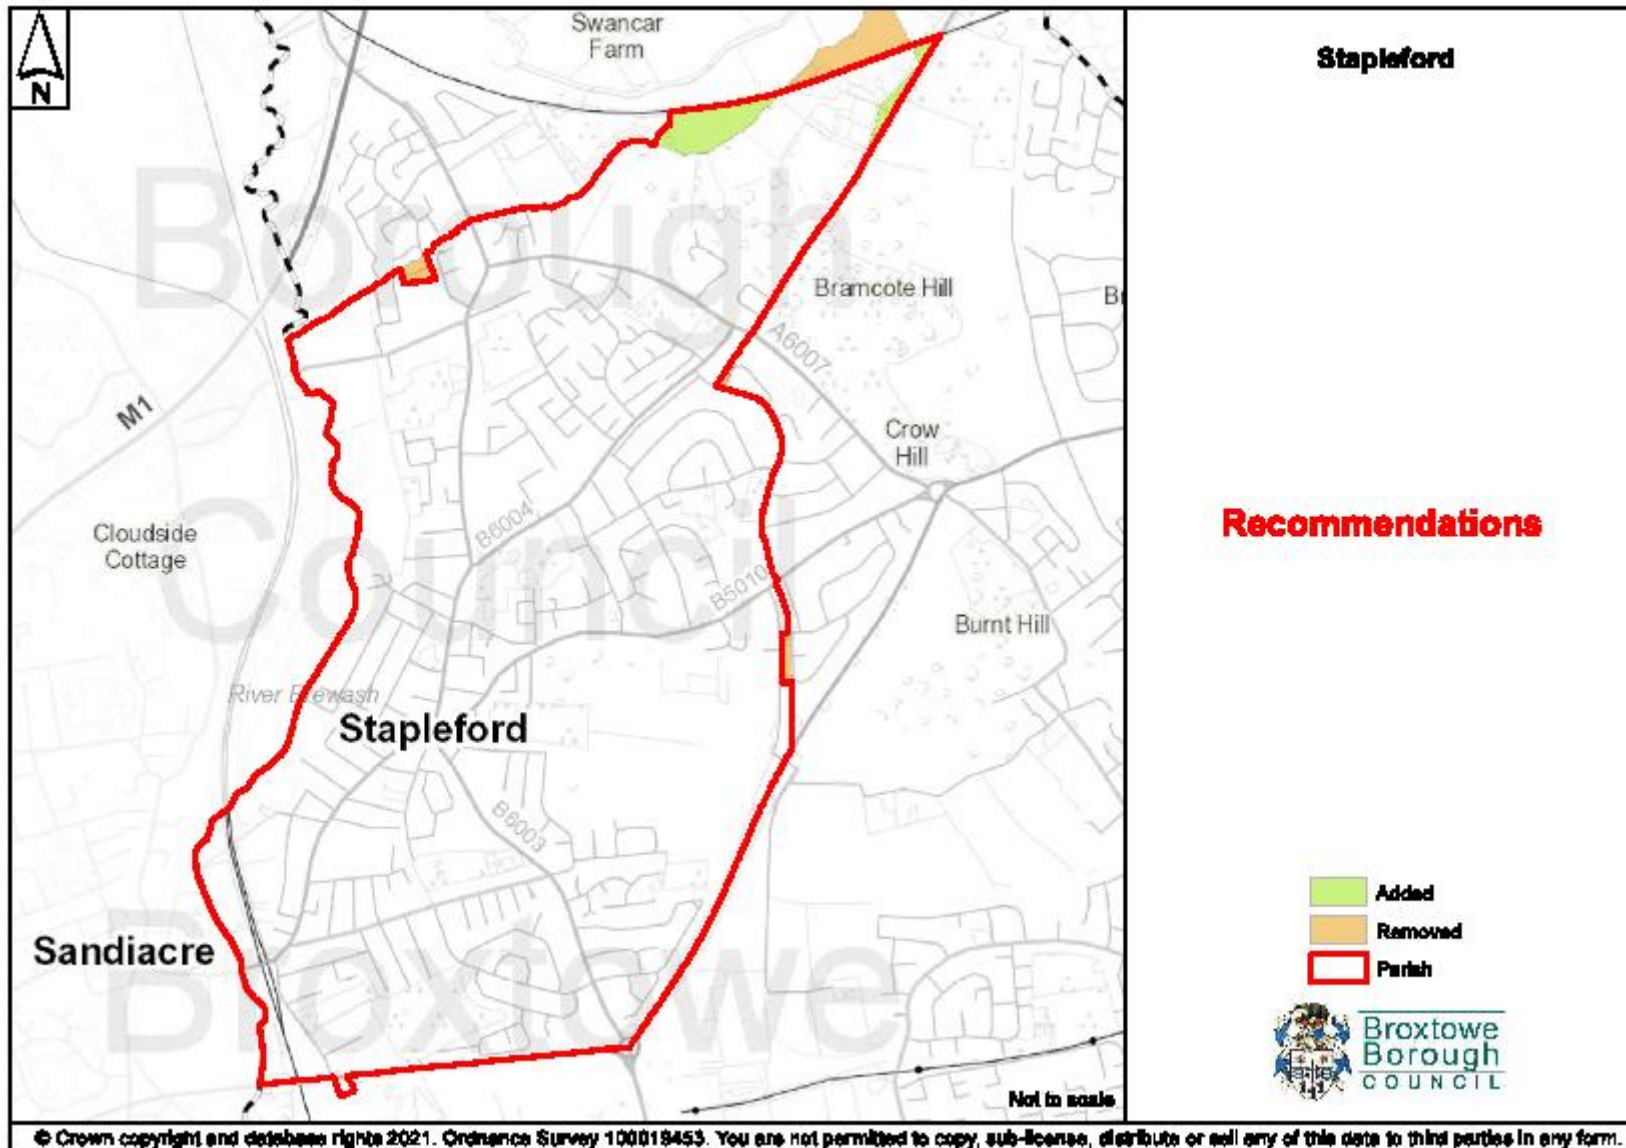 N
Swancar
Farm
Stapleford
Borough
Bramcote Hill
B
A6007
M1
Crow
Hill
Recommendations
B6004
Cloudside
Cottage
Council
B5010
Burnt Hill
River Erewash
Stapleford
B6003
Added
Removed
Parish
Sandiacre
Broxtowe
Broxtowe
Borough
COUNCIL
Not to scale
© Crown copyright and database rights 2021. Ordnance Survey 100019453. You are not permitted to copy, sub-license, distribute or sell any of this data to third parties in any form.